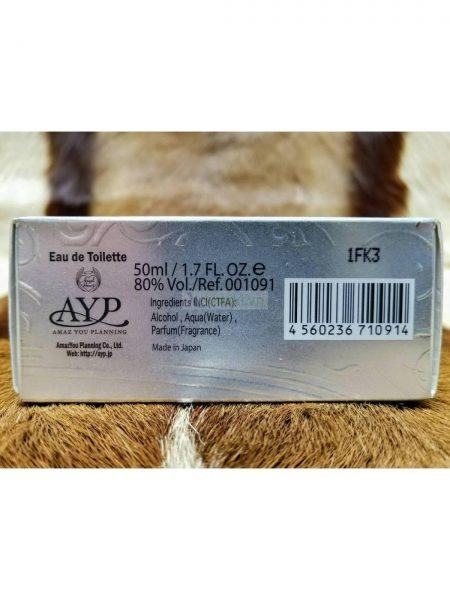 Eau de Toilette
AYP
AMAZ YOU PLANNING
AmazYou Planning Co., Ltd.
Web: http://ayp.jp
50ml / 1.7 FL. OZ. e
80% Vol./Ref.001091
Ingredients INCI(CTFA):
Alcohol , Aqua(Water) ,
Parfum(Fragrance)
Made in Japan
1FK3
4 560236 710914